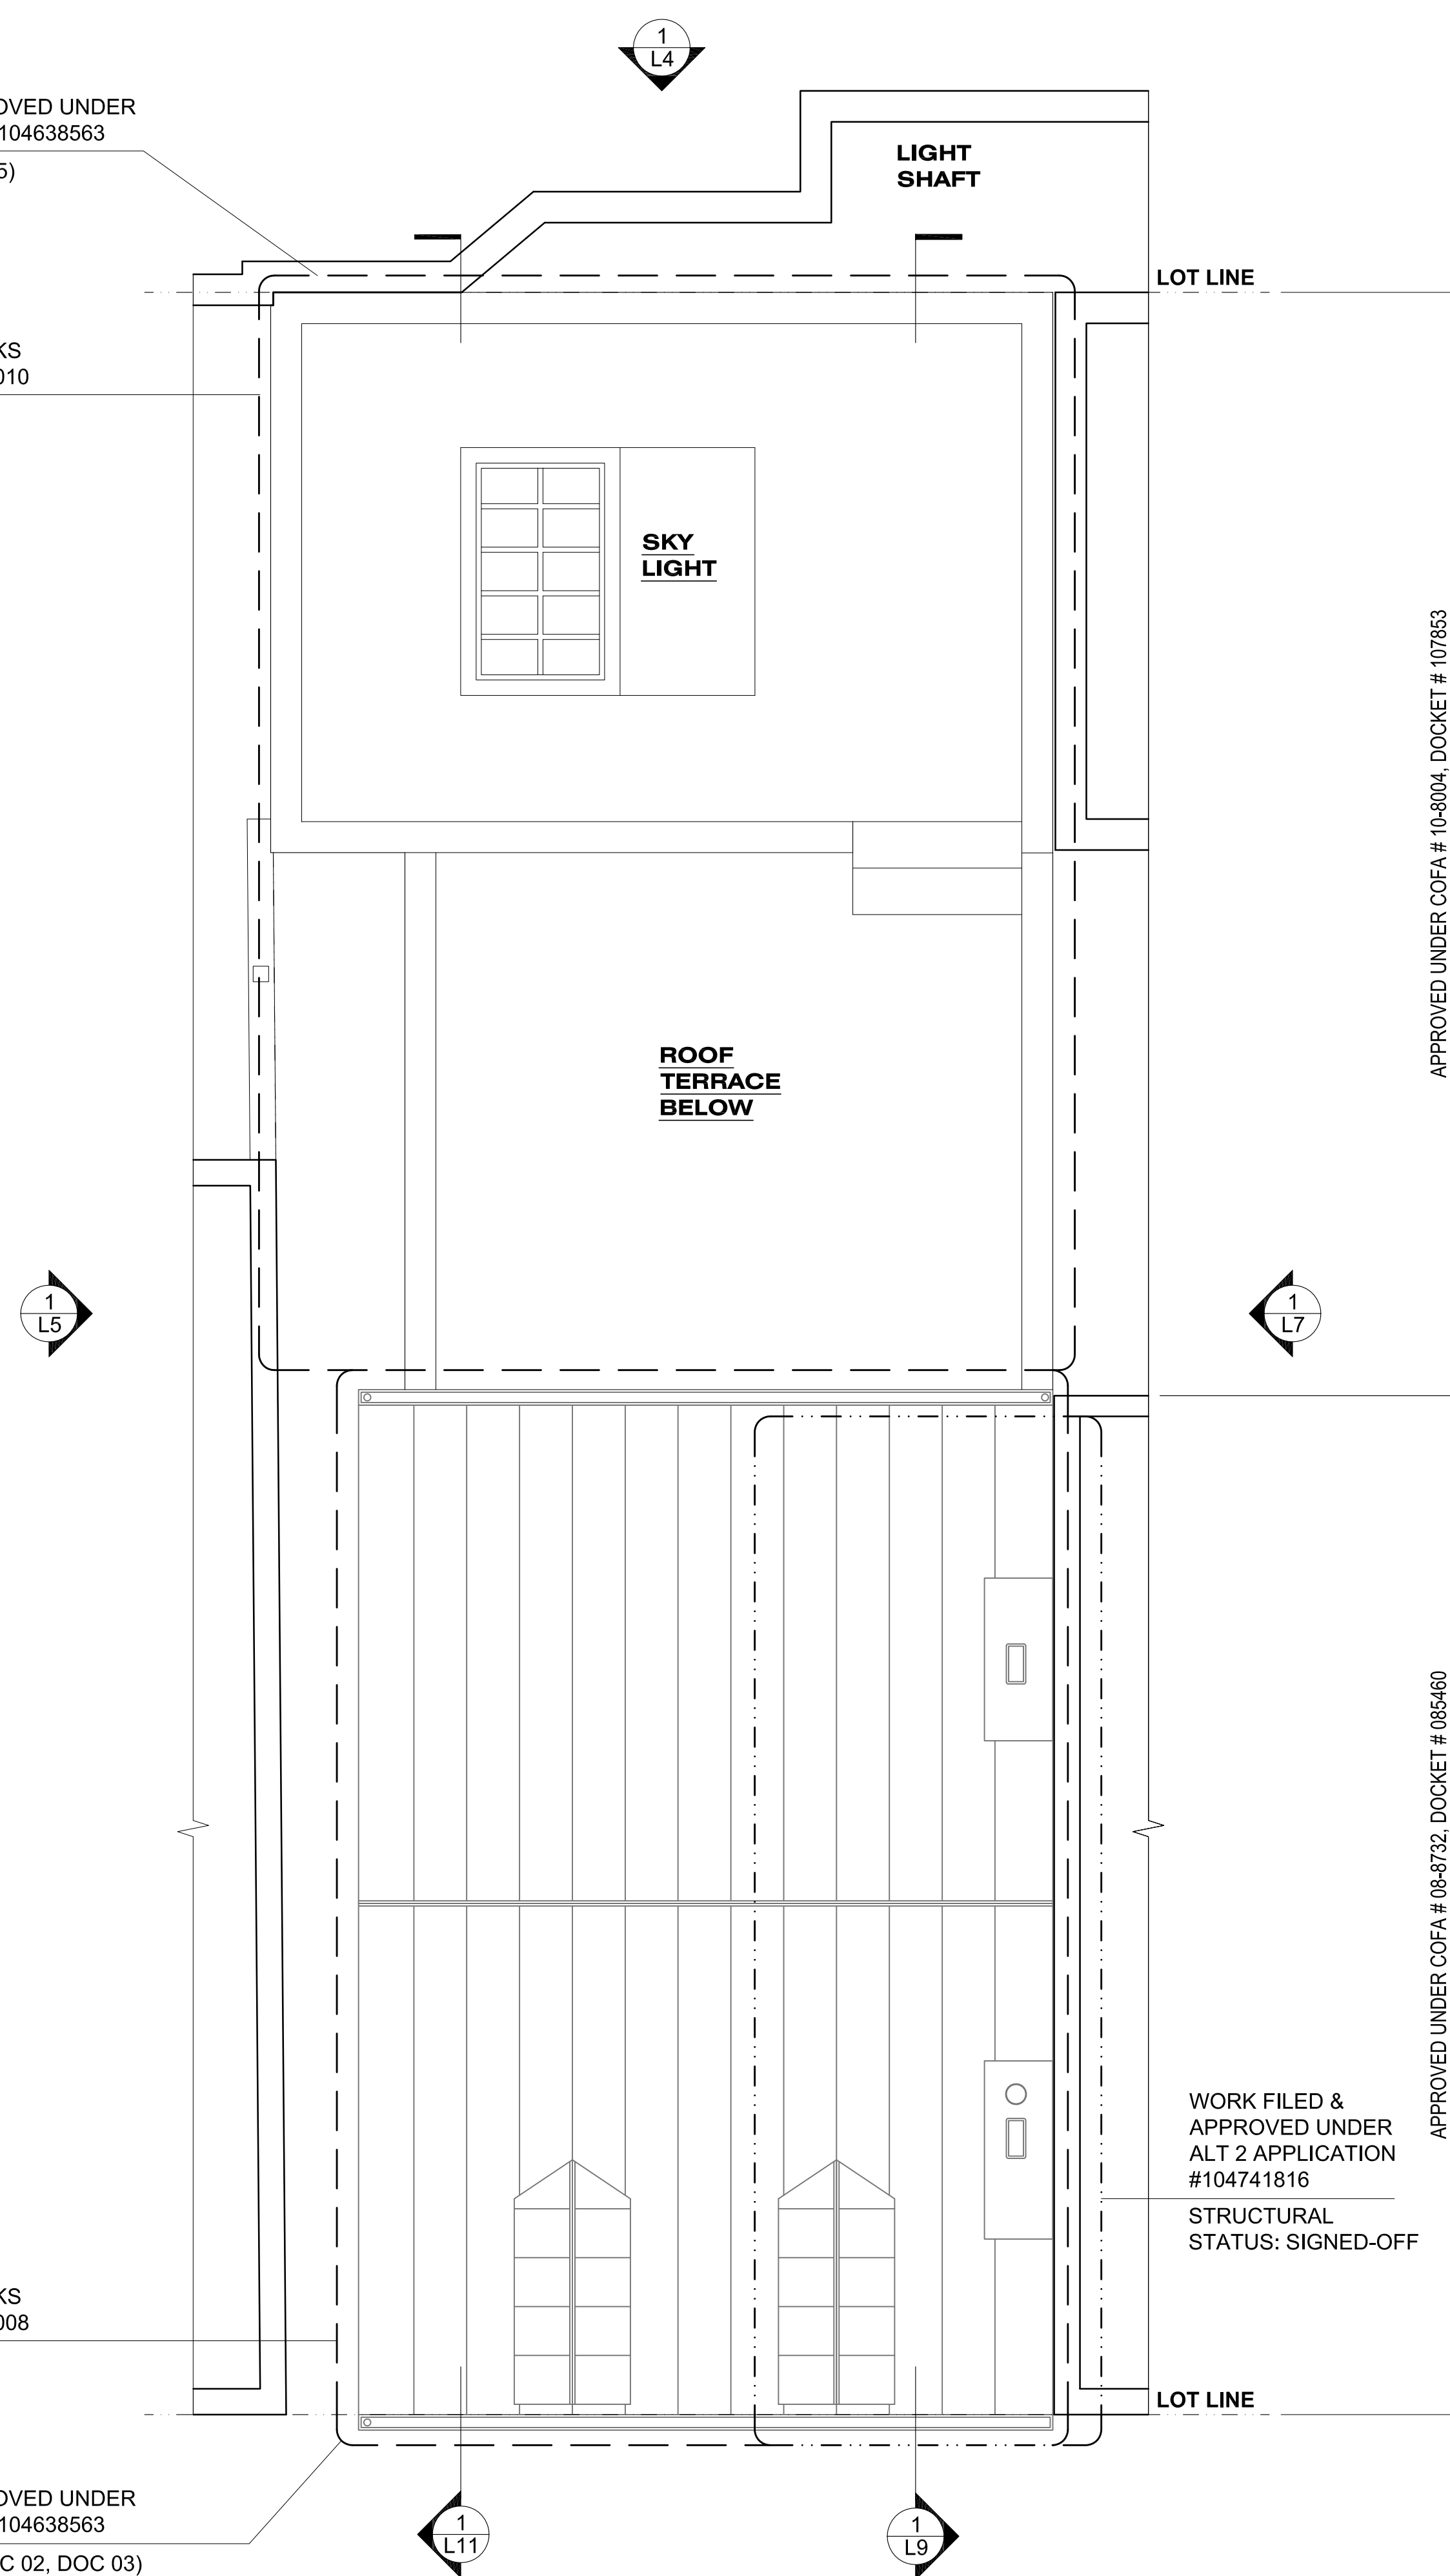 1
L4
OVED UNDER
104638563
5)
LIGHT
SHAFT
LOT LINE
KS
010
SKY
LIGHT
APPROVED UNDER COFA # 10-8004, DOCKET # 107853
ROOF
TERRACE
BELOW
1
L5
1
L7
APPROVED UNDER COFA # 08-8732, DOCKET # 085460
WORK FILED &
APPROVED UNDER
ALT 2 APPLICATION
#104741816
STRUCTURAL
STATUS: SIGNED-OFF
KS
008
LOT LINE
OVED UNDER
104638563
C 02, DOC 03)
1
L11
1
L9